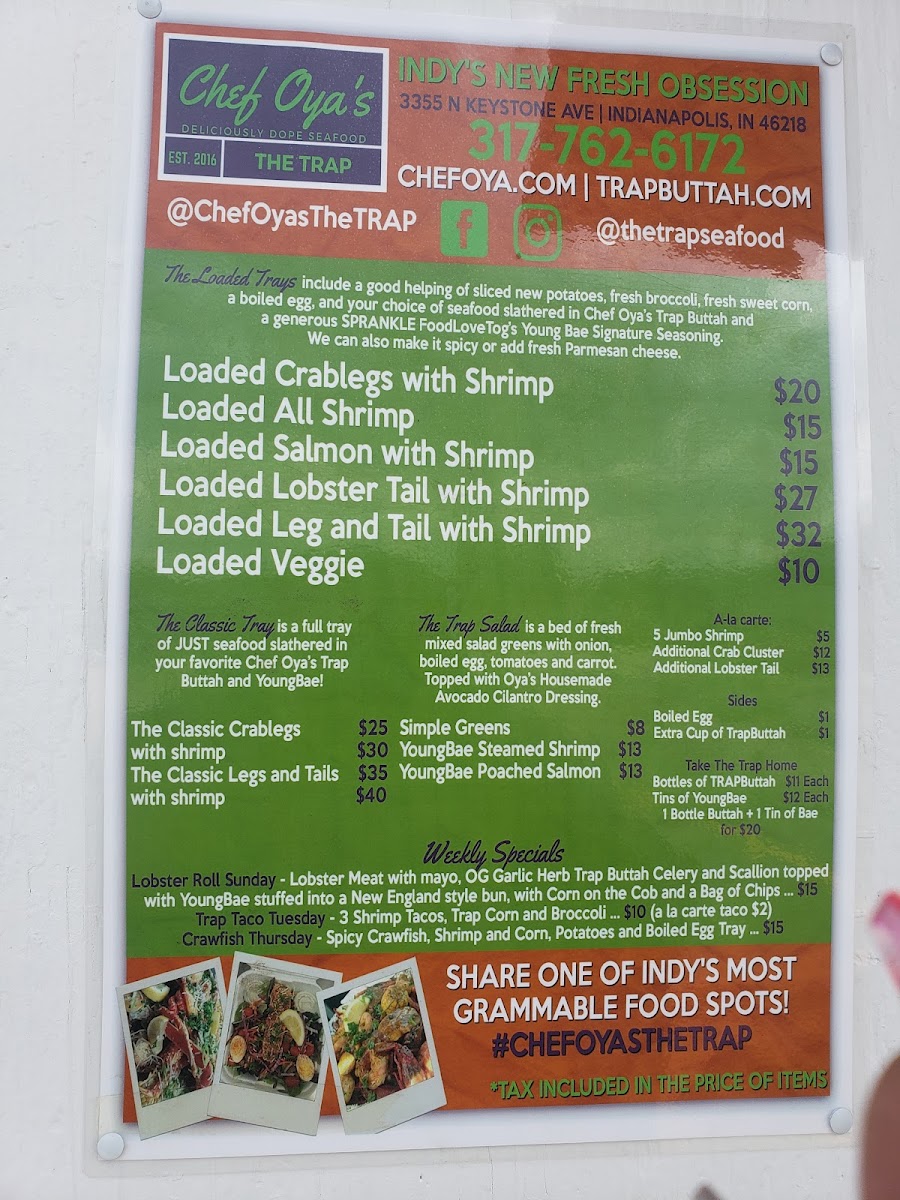 Chef Oya's
DELICIOUSLY DOPE SEAFOOD
EST. 2016
THE TRAP
INDY'S NEW FRESH OBSESSION
3355 N KEYSTONE AVE | INDIANAPOLIS, IN 46218
317-762-6172
CHEFOYA.COM | TRAPBUTTAH.COM
@ChefOyasTheTRAP
@thetrapseafood
The Loaded Trays include a good helping of sliced new potatoes, fresh broccoli, fresh sweet corn,
a boiled egg, and your choice of seafood slathered in Chef Oya's Trap Buttah and
a generous SPRANKLE FoodLoveTog's Young Bae Signature Seasoning.
We can also make it spicy or add fresh Parmesan cheese.
Loaded Crablegs with Shrimp $20
Loaded All Shrimp $15
Loaded Salmon with Shrimp $15
Loaded Lobster Tail with Shrimp $27
Loaded Leg and Tail with Shrimp $32
Loaded Veggie $10
The Classic Tray is a full tray
of JUST seafood slathered in
your favorite Chef Oya's Trap
Buttah and YoungBae!
The Classic Crablegs $25
with shrimp $30
The Classic Legs and Tails $35
with shrimp $40
The Trap Salad is a bed of fresh
mixed salad greens with onion,
boiled egg, tomatoes and carrot.
Topped with Oya's Housemade
Avocado Cilantro Dressing.
Simple Greens $8
YoungBae Steamed Shrimp $13
YoungBae Poached Salmon $13
A-la carte:
5 Jumbo Shrimp $5
Additional Crab Cluster $12
Additional Lobster Tail $13
Sides
Boiled Egg $1
Extra Cup of TrapButtah $1
Take The Trap Home
Bottles of TRAPButtah $11 Each
Tins of YoungBae $12 Each
1 Bottle Buttah + 1 Tin of Bae
for $20
Weekly Specials
Lobster Roll Sunday - Lobster Meat with mayo, OG Garlic Herb Trap Buttah Celery and Scallion topped
with YoungBae stuffed into a New England style bun, with Corn on the Cob and a Bag of Chips ... $15
Trap Taco Tuesday - 3 Shrimp Tacos, Trap Corn and Broccoli ... $10 (a la carte taco $2)
Crawfish Thursday - Spicy Crawfish, Shrimp and Corn, Potatoes and Boiled Egg Tray ... $15
SHARE ONE OF INDY'S MOST
GRAMMABLE FOOD SPOTS!
#CHEFOYASTHETRAP
*TAX INCLUDED IN THE PRICE OF ITEMS